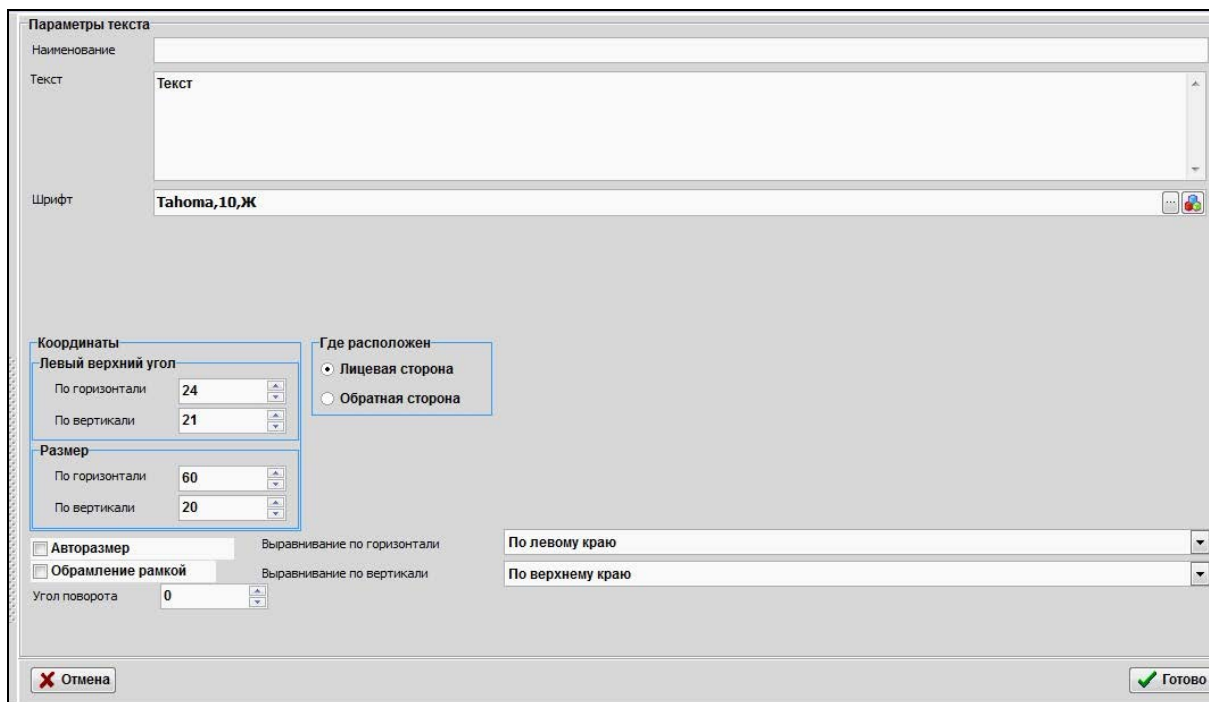 Параметры текста
Наименование
Текст Текст
Шрифт Tahoma,10,Ж ...
Координаты Где расположен
Левый верхний угол Лицевая сторона
По горизонтали 24
Обратная сторона
По вертикали 21
Размер
По горизонтали 60
По вертикали 20
Авторазмер Выравнивание по горизонтали По левому краю
Обрамление рамкой Выравнивание по вертикали По верхнему краю
Угол поворота 0
Отмена Готово